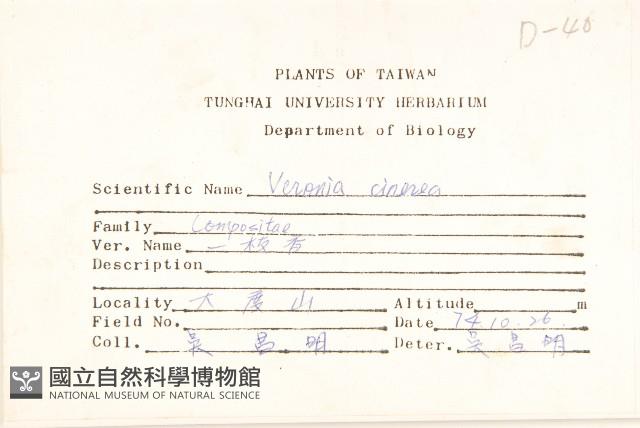 D-40
PLANTS OF TAIWAN
TUNGHAI UNIVERSITY HERBARIUM
Department of Biology
Scientific Name Veronia cinerea
Family Compositae
Ver. Name 一枝香
Description
Locality 大度山 Altitude m
Field No. Date 74.10.26.
Coll. 吳昌明 Deter. 吳昌明
國立自然科學博物館
NATIONAL MUSEUM OF NATURAL SCIENCE